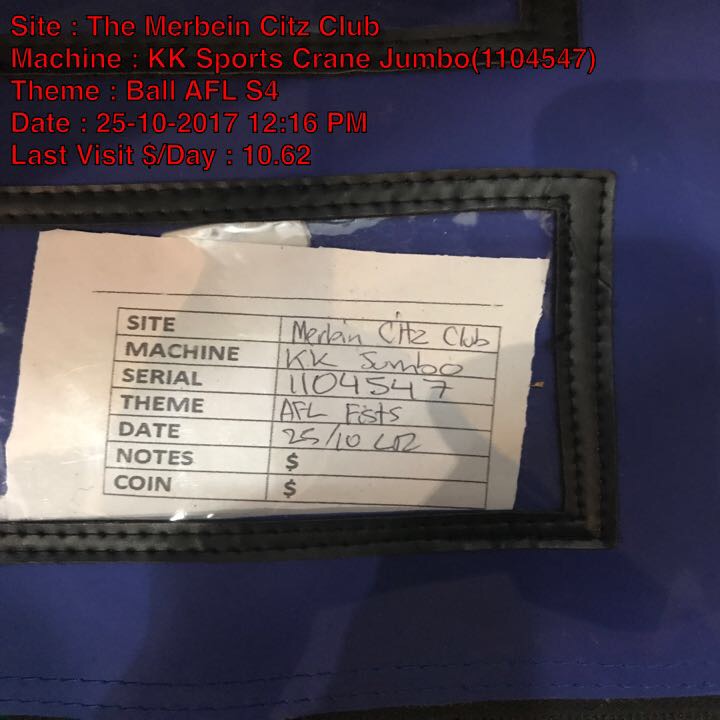 Site : The Merbein Citz Club
Machine : KK Sports Crane Jumbo(1104547)
Theme : Ball AFL S4
Date : 25-10-2017 12:16 PM
Last Visit $/Day : 10.62
SITE Merbein Citz Club
MACHINE KK Jumbo
SERIAL 1104547
THEME AFL Fists
DATE 25/10
NOTES $
COIN $